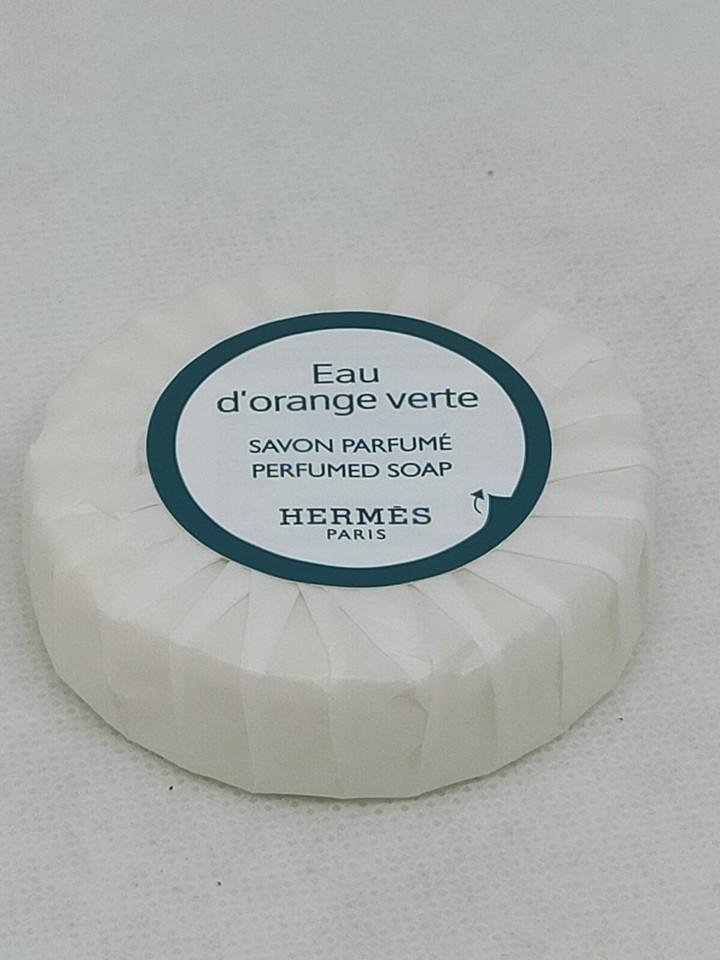 Eau
d'orange verte
SAVON PARFUMÉ
PERFUMED SOAP
HERMÈS
PARIS